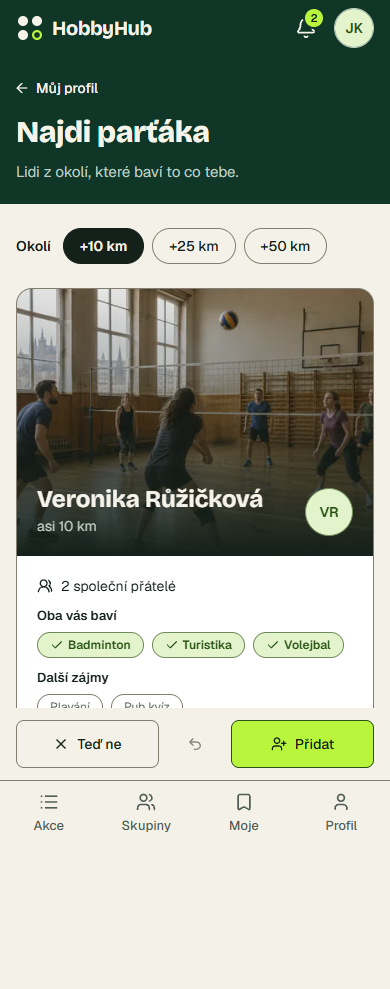 HobbyHub
2
JK
Můj profil
Najdi parťáka
Lidi z okolí, které baví to co tebe.
Okolí
+10 km
+25 km
+50 km
Veronika Růžičková
asi 10 km
VR
2 společní přátelé
Oba vás baví
Badminton
Turistika
Volejbal
Další zájmy
Plavání
Pub kvíz
Teď ne
Přidat
Akce
Skupiny
Moje
Profil